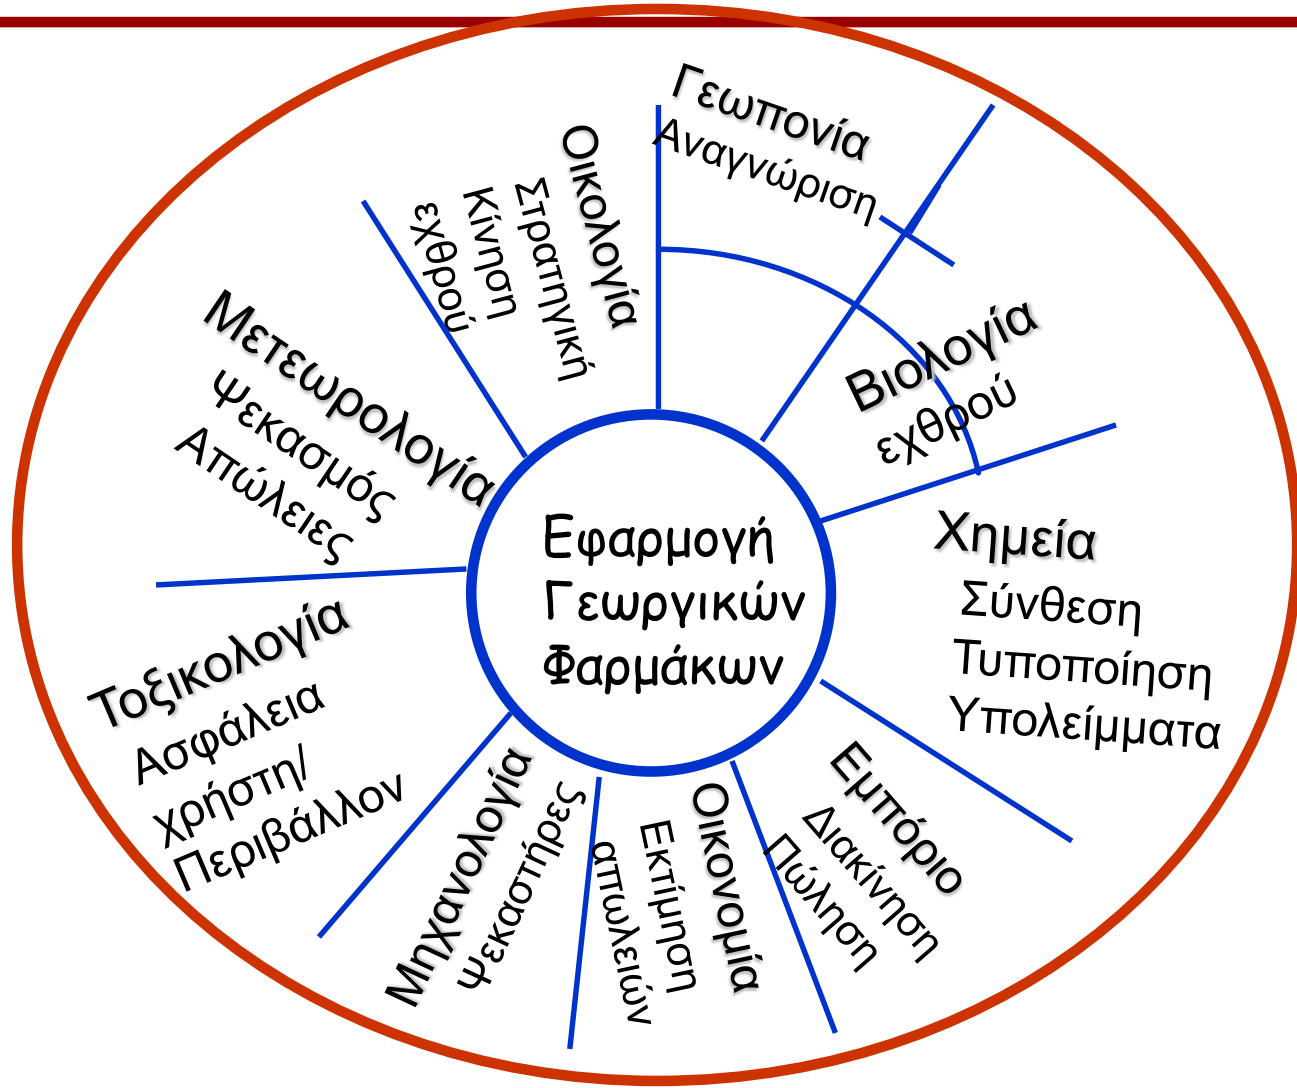 Γεωπονία
Αναγνώριση
Βιολογία
εχθρού
Χημεία
Σύνθεση
Τυποποίηση
Υπολείμματα
Εμπόριο
Διακίνηση
Πώληση
Οικονομία
Εκτίμηση
απωλειών
Μηχανολογία
Ψεκαστήρες
Τοξικολογία
Ασφάλεια
χρήστη/
Περιβάλλον
Μετεωρολογία
Ψεκασμός
Απώλειες
Οικολογία
Στρατηγική
Κίνηση
εχθρού
Εφαρμογή
Γεωργικών
Φαρμάκων